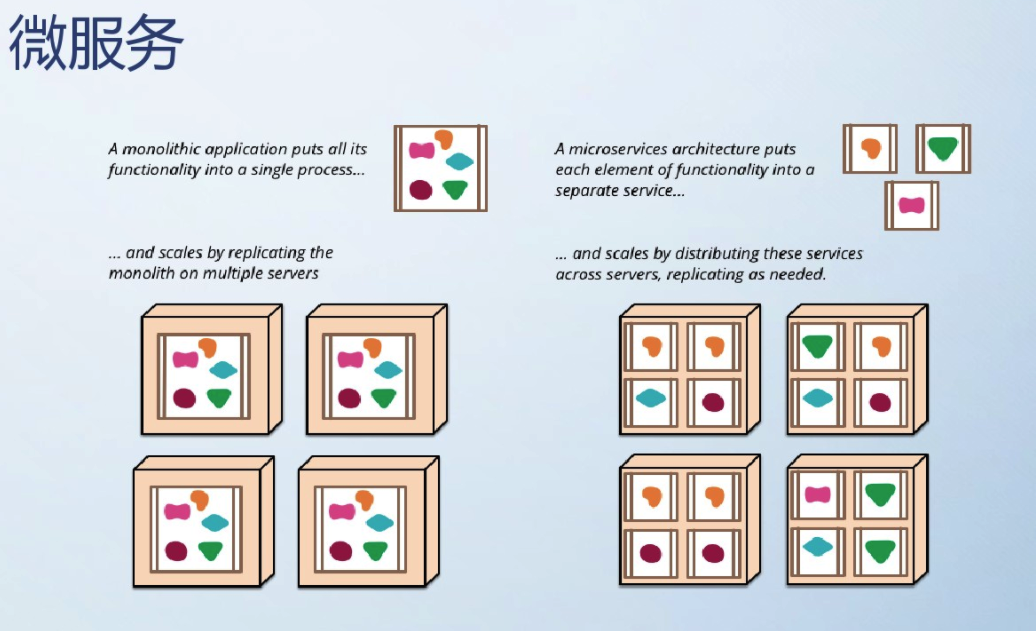 微服务
A monolithic application puts all its
functionality into a single process...
... and scales by replicating the
monolith on multiple servers
A microservices architecture puts
each element of functionality into a
separate service...
... and scales by distributing these services
across servers, replicating as needed.